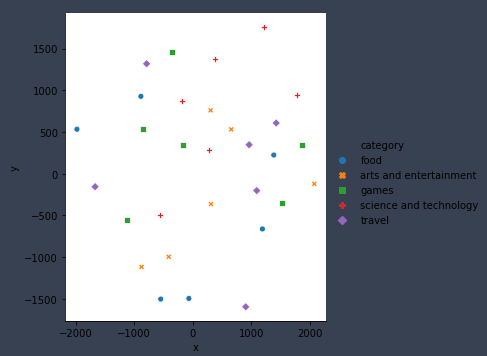 1500
1000
500
0
−500
−1000
−1500
y
−2000 −1000 0 1000 2000
x
category
food
arts and entertainment
games
science and technology
travel